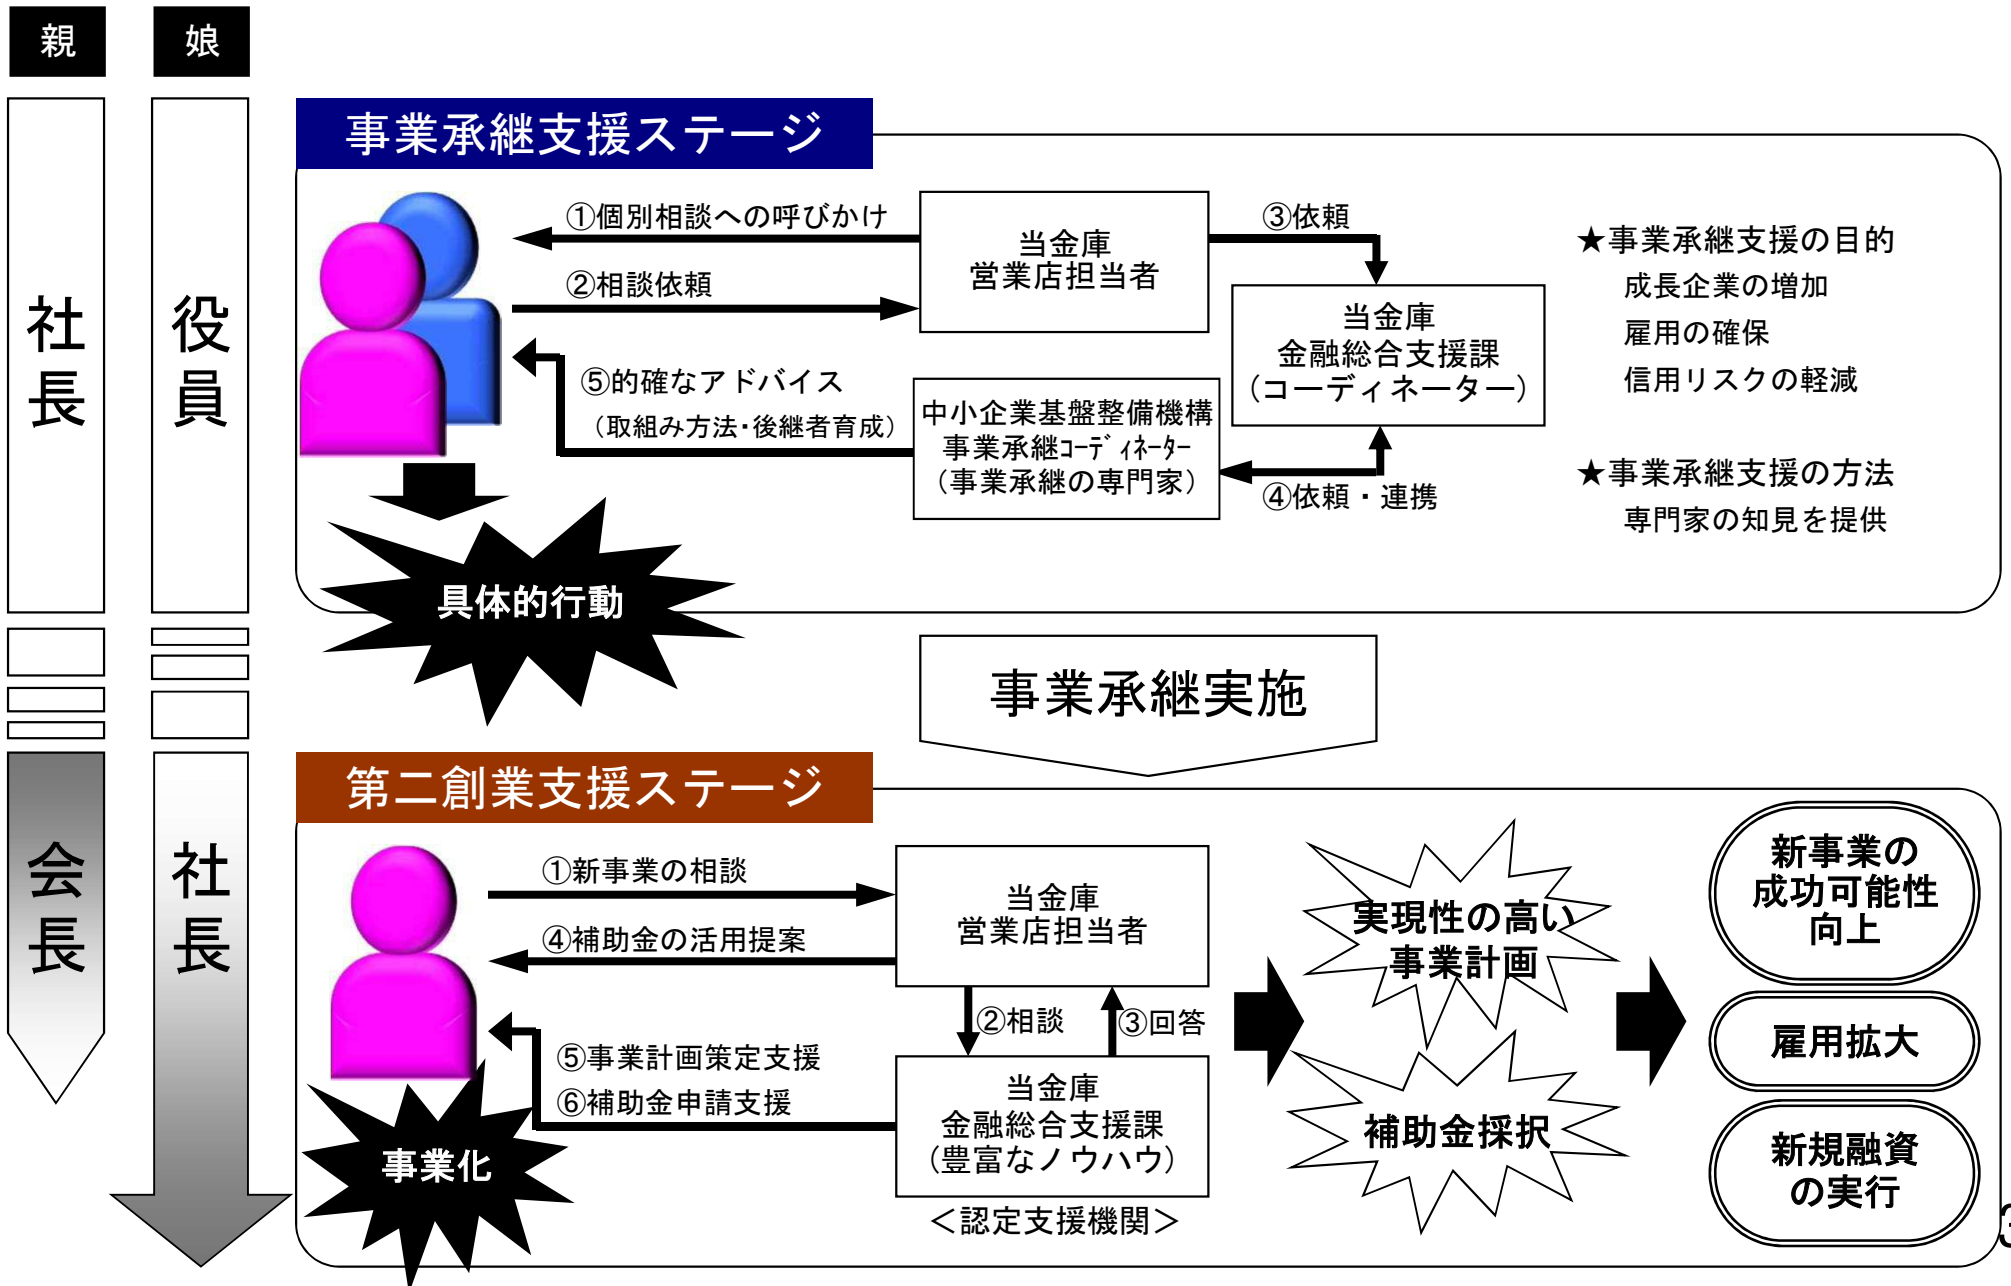 親
娘
社長
役員
会長
社長
事業承継支援ステージ
①個別相談への呼びかけ
②相談依頼
当金庫
営業店担当者
③依頼
当金庫
金融総合支援課
(コーディネーター)
⑤的確なアドバイス
(取組み方法・後継者育成)
中小企業基盤整備機構
事業承継ｺｰﾃﾞｨﾈｰﾀｰ
(事業承継の専門家)
④依頼・連携
★事業承継支援の目的
成長企業の増加
雇用の確保
信用リスクの軽減
★事業承継支援の方法
専門家の知見を提供
具体的行動
事業承継実施
第二創業支援ステージ
①新事業の相談
④補助金の活用提案
当金庫
営業店担当者
②相談
③回答
⑤事業計画策定支援
⑥補助金申請支援
当金庫
金融総合支援課
(豊富なノウハウ)
＜認定支援機関＞
事業化
実現性の高い
事業計画
補助金採択
新事業の
成功可能性
向上
雇用拡大
新規融資
の実行